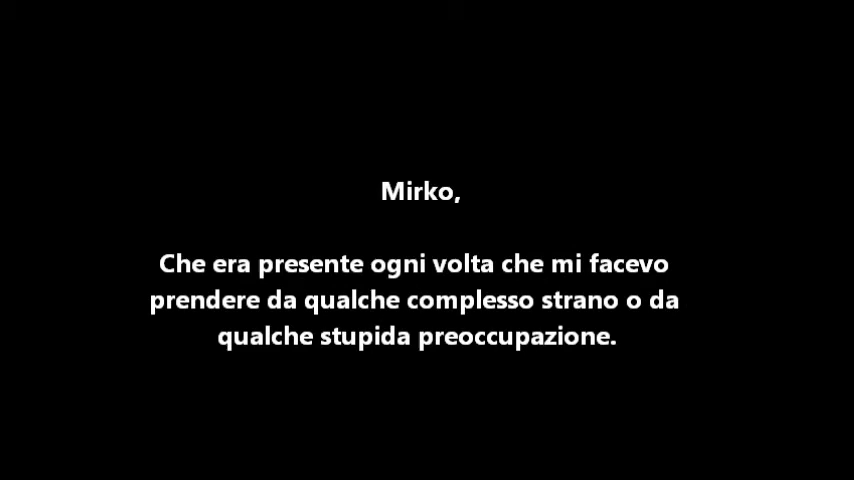 Mirko,
Che era presente ogni volta che mi facevo
prendere da qualche complesso strano o da
qualche stupida preoccupazione.